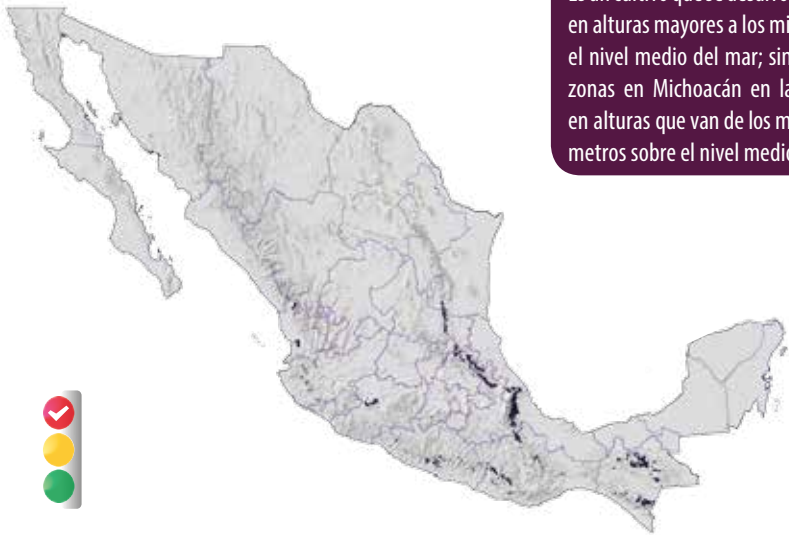 en alturas mayores a los mi
el nivel medio del mar; sin
zonas en Michoacán en la
en alturas que van de los m
metros sobre el nivel medio